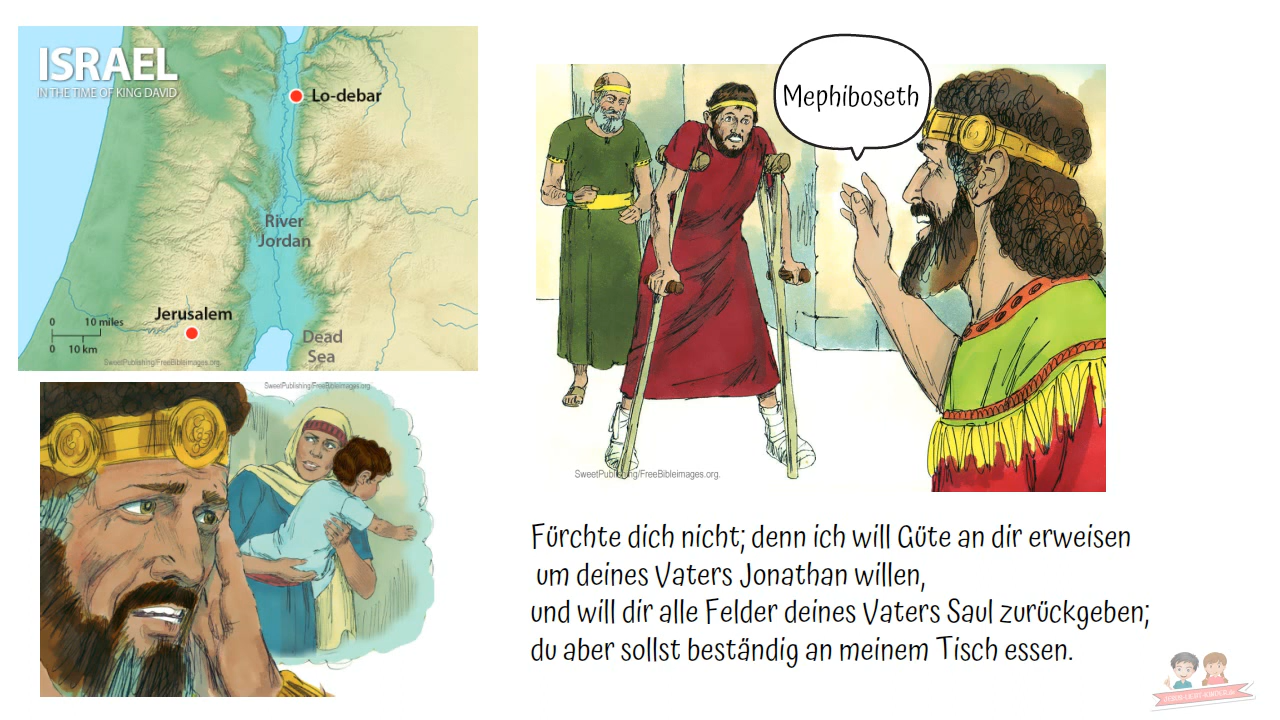 ISRAEL
IN THE TIME OF KING DAVID
Lo-debar
River
Jordan
Jerusalem
0 10 miles
0 10 km
Dead
Sea
SweetPublishing/FreeBibleimages.org.
SweetPublishing/FreeBibleimages.org
Mephiboseth
SweetPublishing/FreeBibleimages.org.
Fürchte dich nicht; denn ich will Güte an dir erweisen
um deines Vaters Jonathan willen,
und will dir alle Felder deines Vaters Saul zurückgeben;
du aber sollst beständig an meinem Tisch essen.